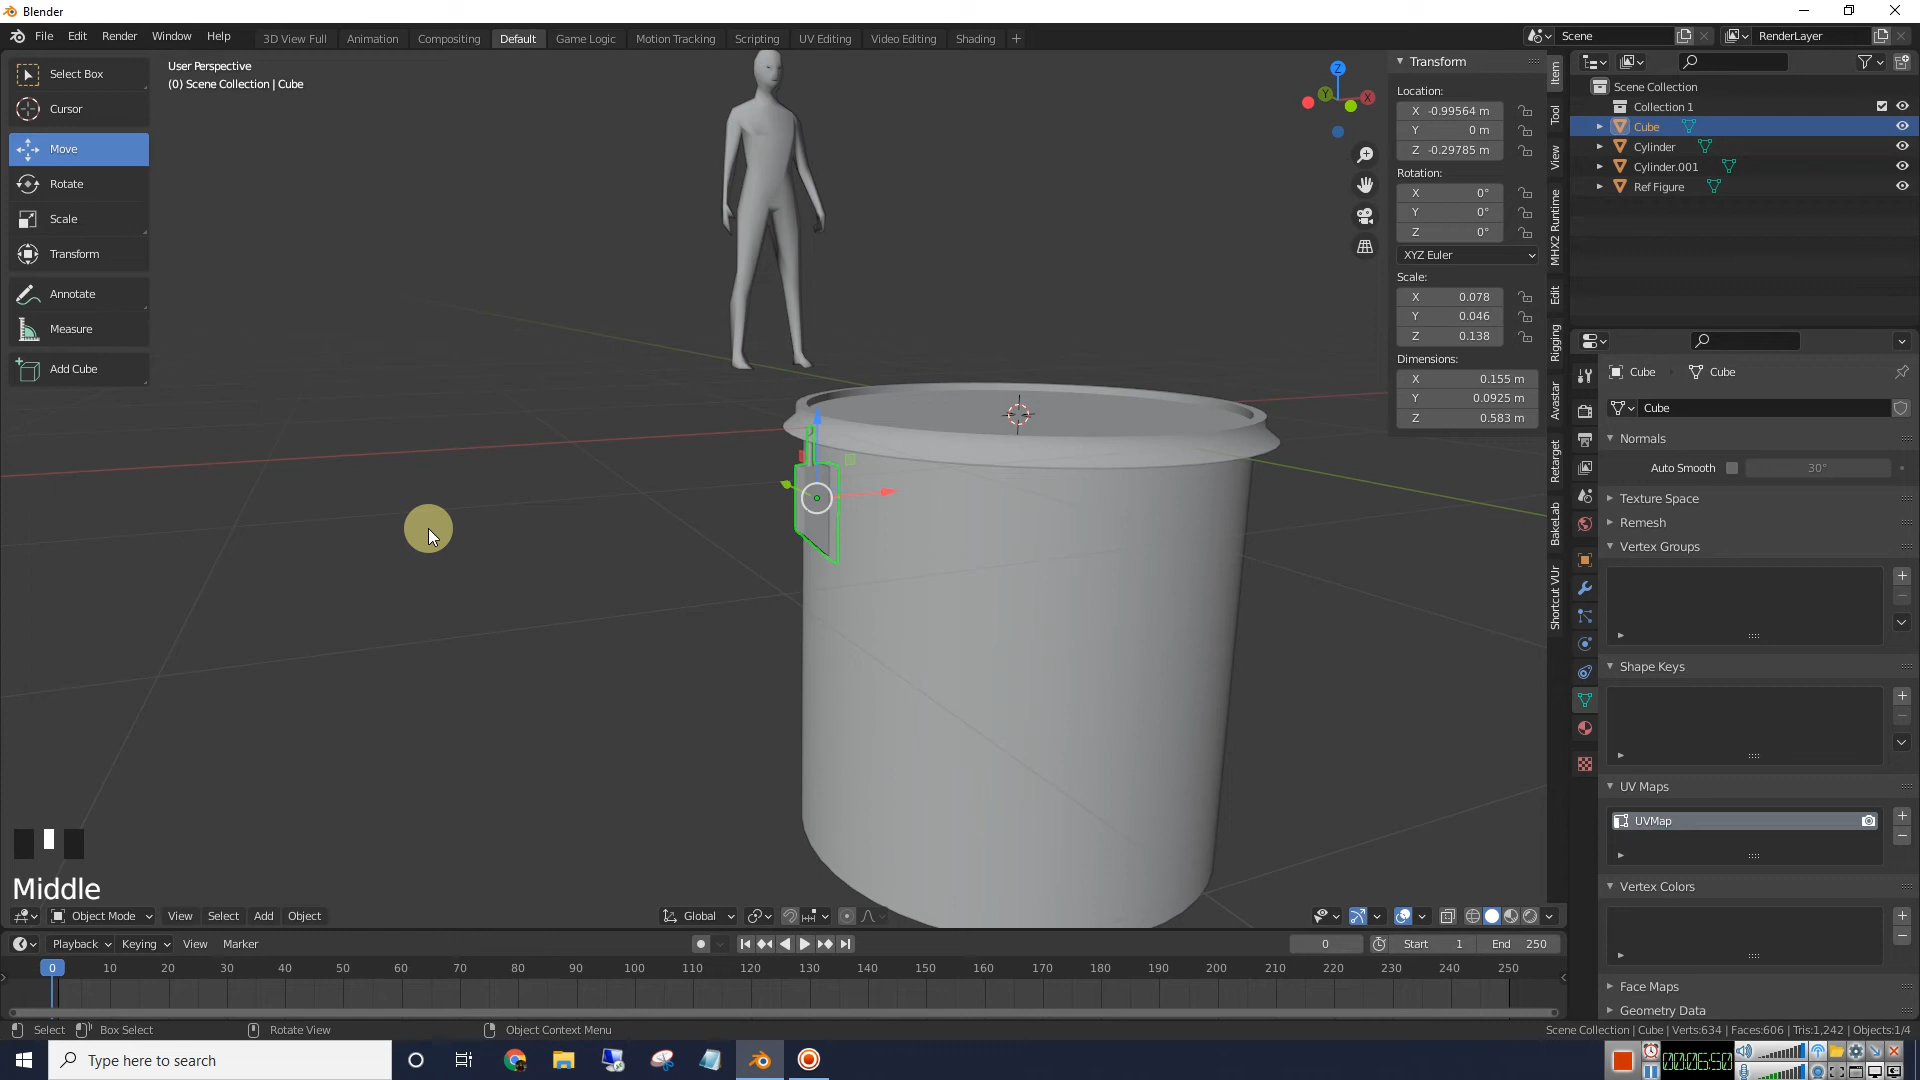 Blender
File Edit Render Window Help 3D View Full Animation Compositing Default Game Logic Motion Tracking Scripting UV Editing Video Editing Shading + Scene RenderLayer
Select Box
Cursor
Move
Rotate
Scale
Transform
Annotate
Measure
Add Cube
User Perspective
(0) Scene Collection | Cube
Z
Y
X
Transform
Location:
X -0.99564 m
Y 0 m
Z -0.29785 m
Rotation:
X 0°
Y 0°
Z 0°
XYZ Euler
Scale:
X 0.078
Y 0.046
Z 0.138
Dimensions:
X 0.155 m
Y 0.0925 m
Z 0.583 m
Item
Tool
View
MHX2 Runtime
Edit
Rigging
Avastar
Retarget
BakeLab
Shortcut VUr
Scene Collection
Collection 1
Cube
Cylinder
Cylinder.001
Ref Figure
Cube Cube
Cube
Normals
Auto Smooth 30°
Texture Space
Remesh
Vertex Groups
Shape Keys
UV Maps
UVMap
Vertex Colors
Face Maps
Geometry Data
Middle
Object Mode View Select Add Object Global
Playback Keying View Marker 0 Start 1 End 250
0 10 20 30 40 50 60 70 80 90 100 110 120 130 140 150 160 170 180 190 200 210 220 230 240 250
Select Box Select Rotate View Object Context Menu Scene Collection | Cube | Verts:634 | Faces:606 | Tris:1,242 | Objects:1/4
Type here to search 00:06:50